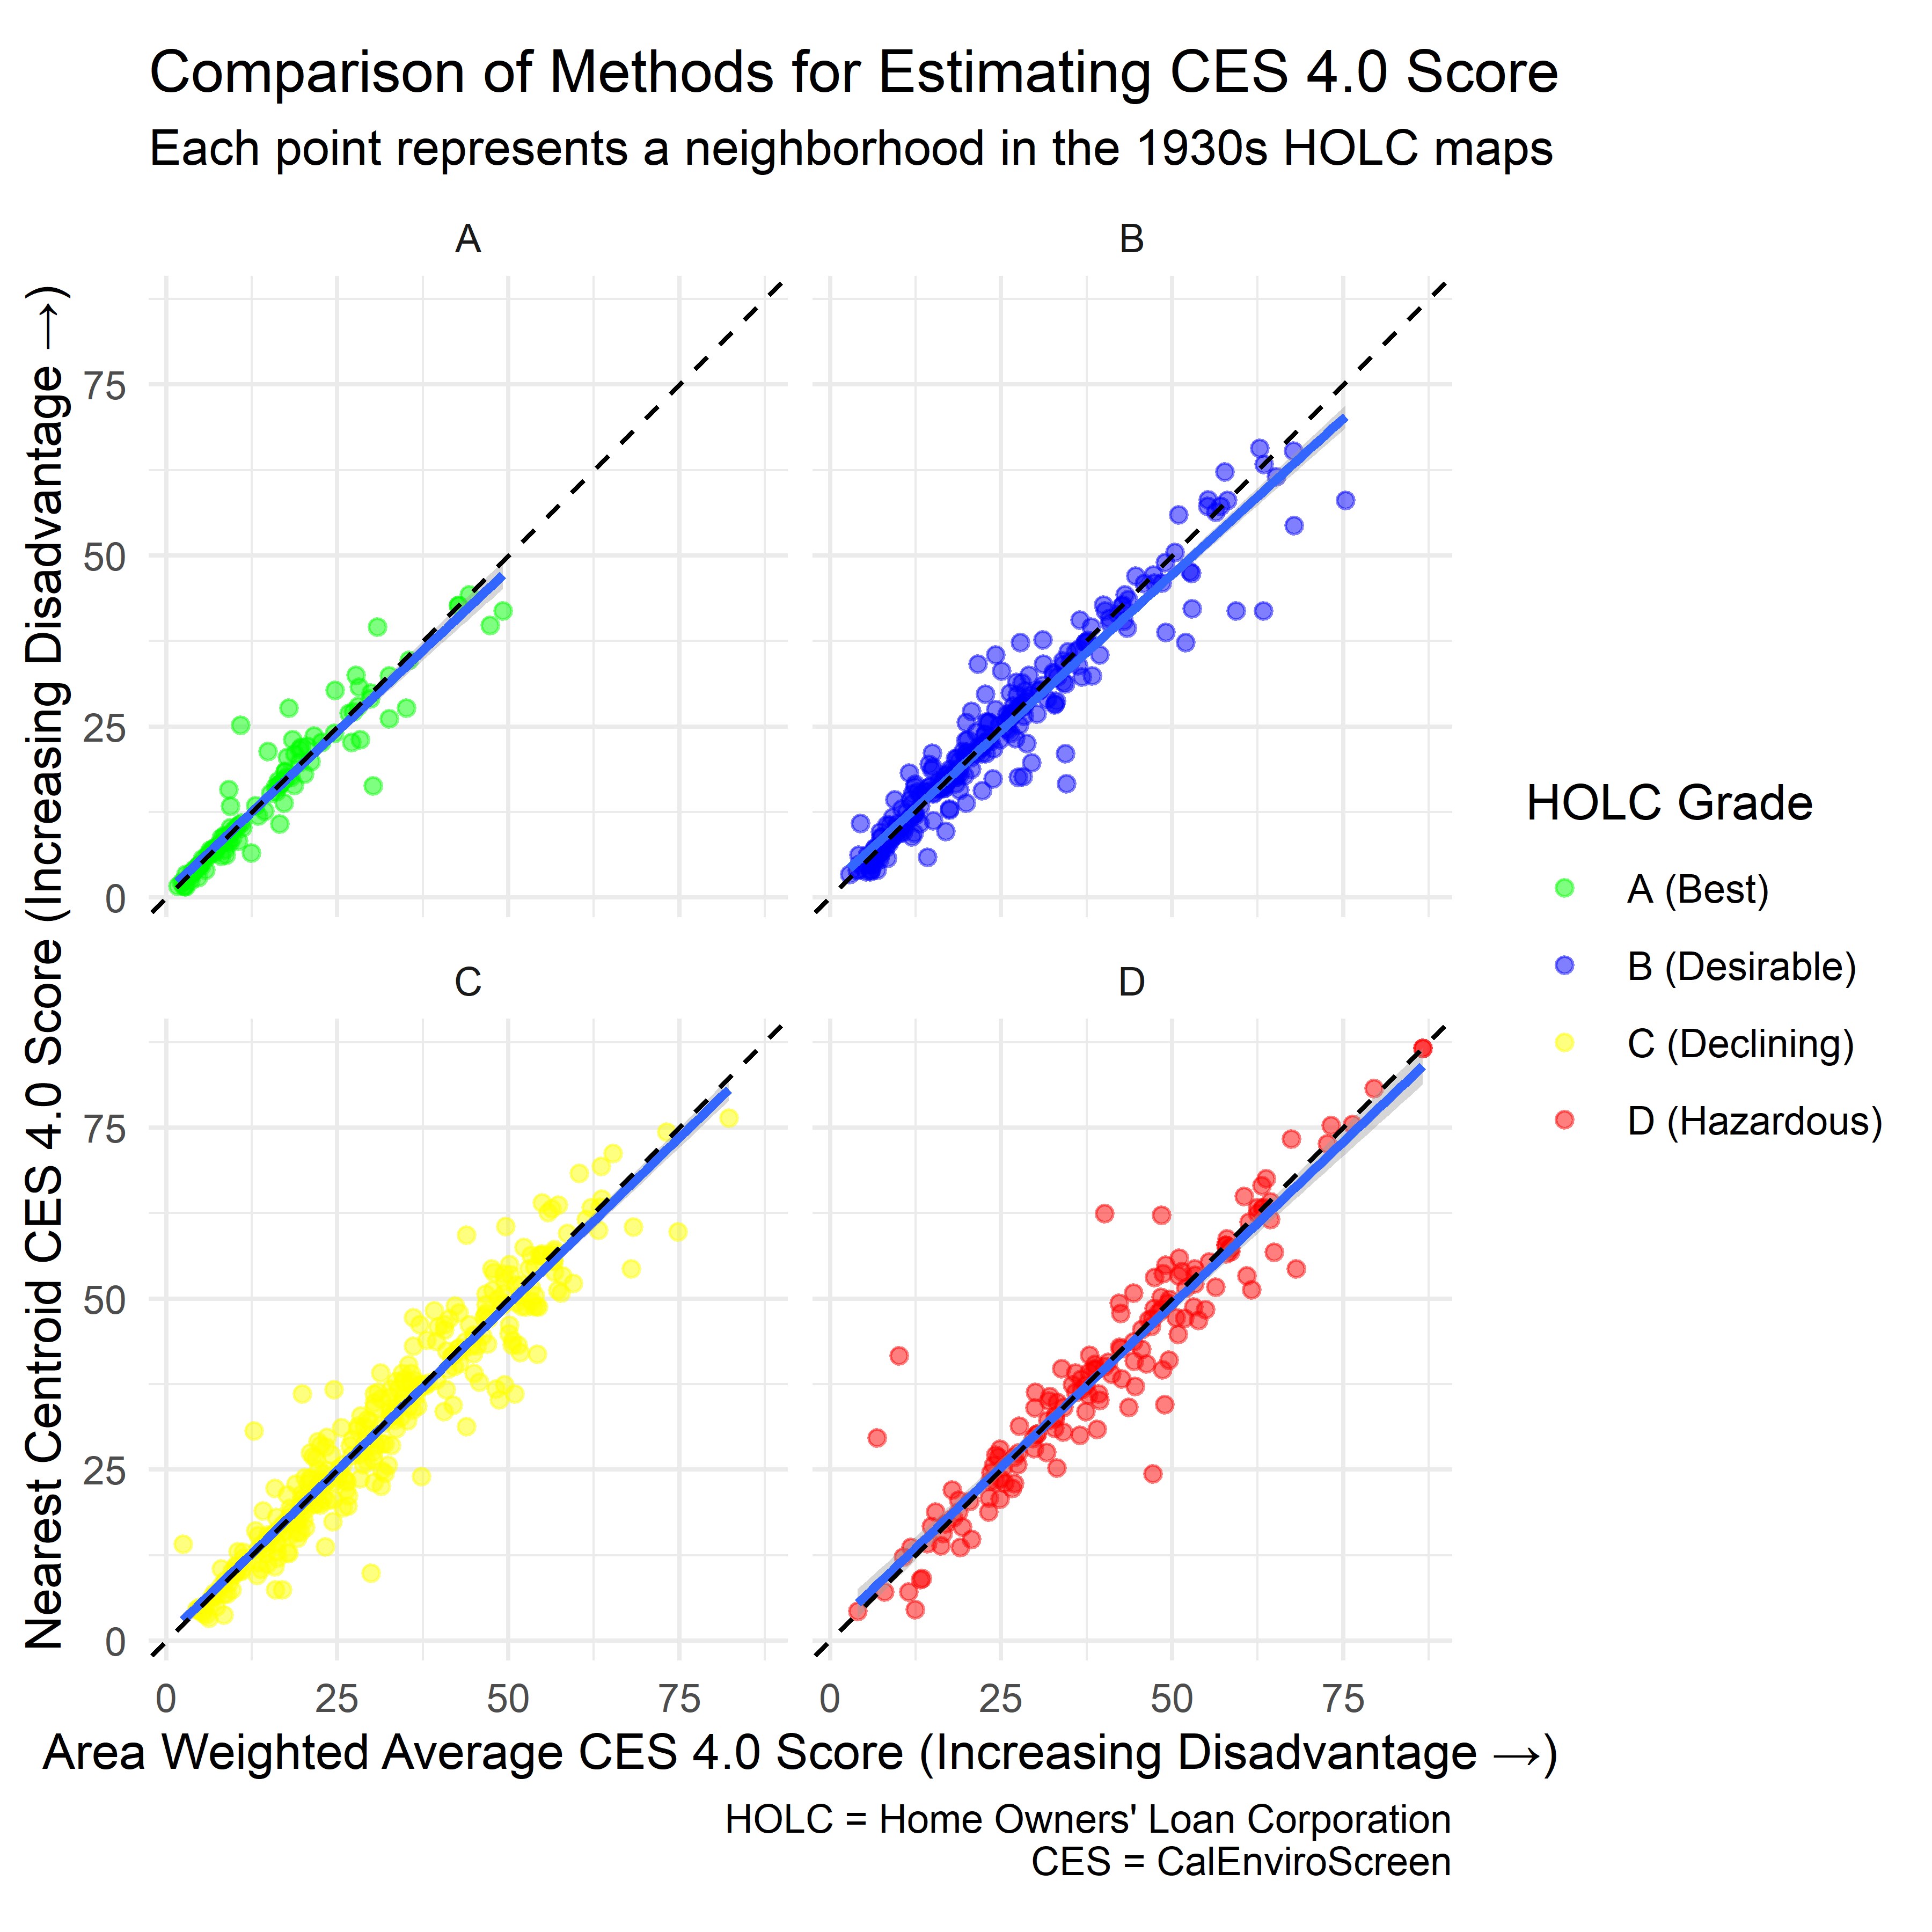 Comparison of Methods for Estimating CES 4.0 Score
Each point represents a neighborhood in the 1930s HOLC maps
A
B
75
50
25
0
C
D
75
50
25
0
0
25
50
75
0
25
50
75
Nearest Centroid CES 4.0 Score (Increasing Disadvantage →)
Area Weighted Average CES 4.0 Score (Increasing Disadvantage →)
HOLC Grade
A (Best)
B (Desirable)
C (Declining)
D (Hazardous)
HOLC = Home Owners' Loan Corporation
CES = CalEnviroScreen